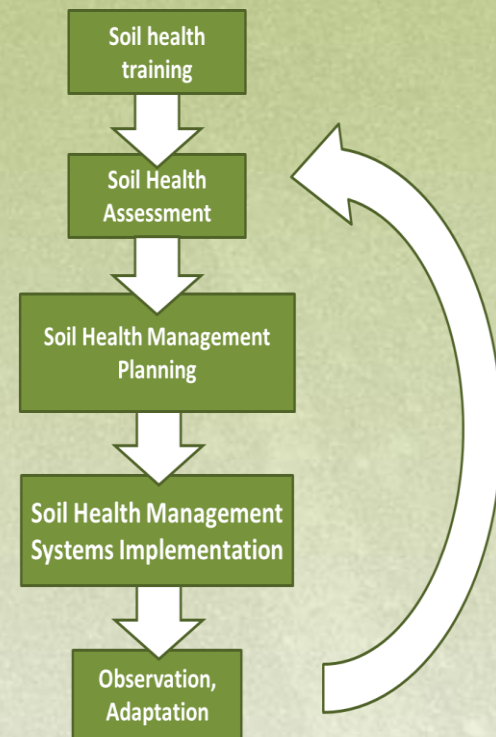 Soil health
training
Soil Health
Assessment
Soil Health Management
Planning
Soil Health Management
Systems Implementation
Observation,
Adaptation